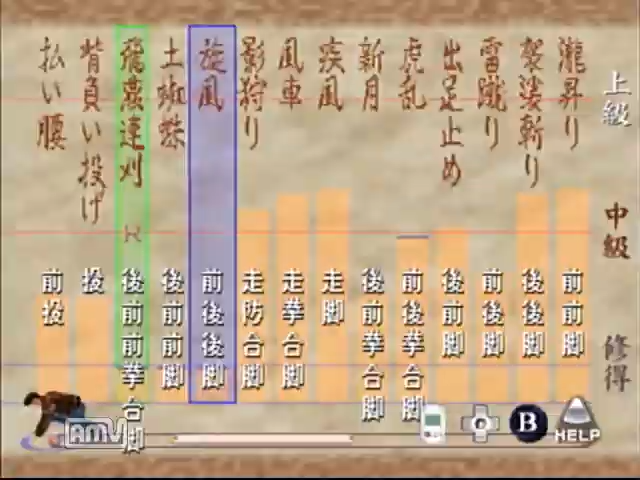 上級
中級
修得
瀧昇り
袈裟斬り
雷蹴り
出足止め
虎乱
新月
疾風
風車
影狩り
旋風
土蜘蛛
飛燕連刈
背負い投げ
払い腰
前前脚
後後脚
前後脚
後前脚
前後拳合脚
後前拳合脚
走脚
走拳合脚
走防合脚
前後後脚
後前前脚
後前前拳合脚
投
前投
AMV
B
HELP